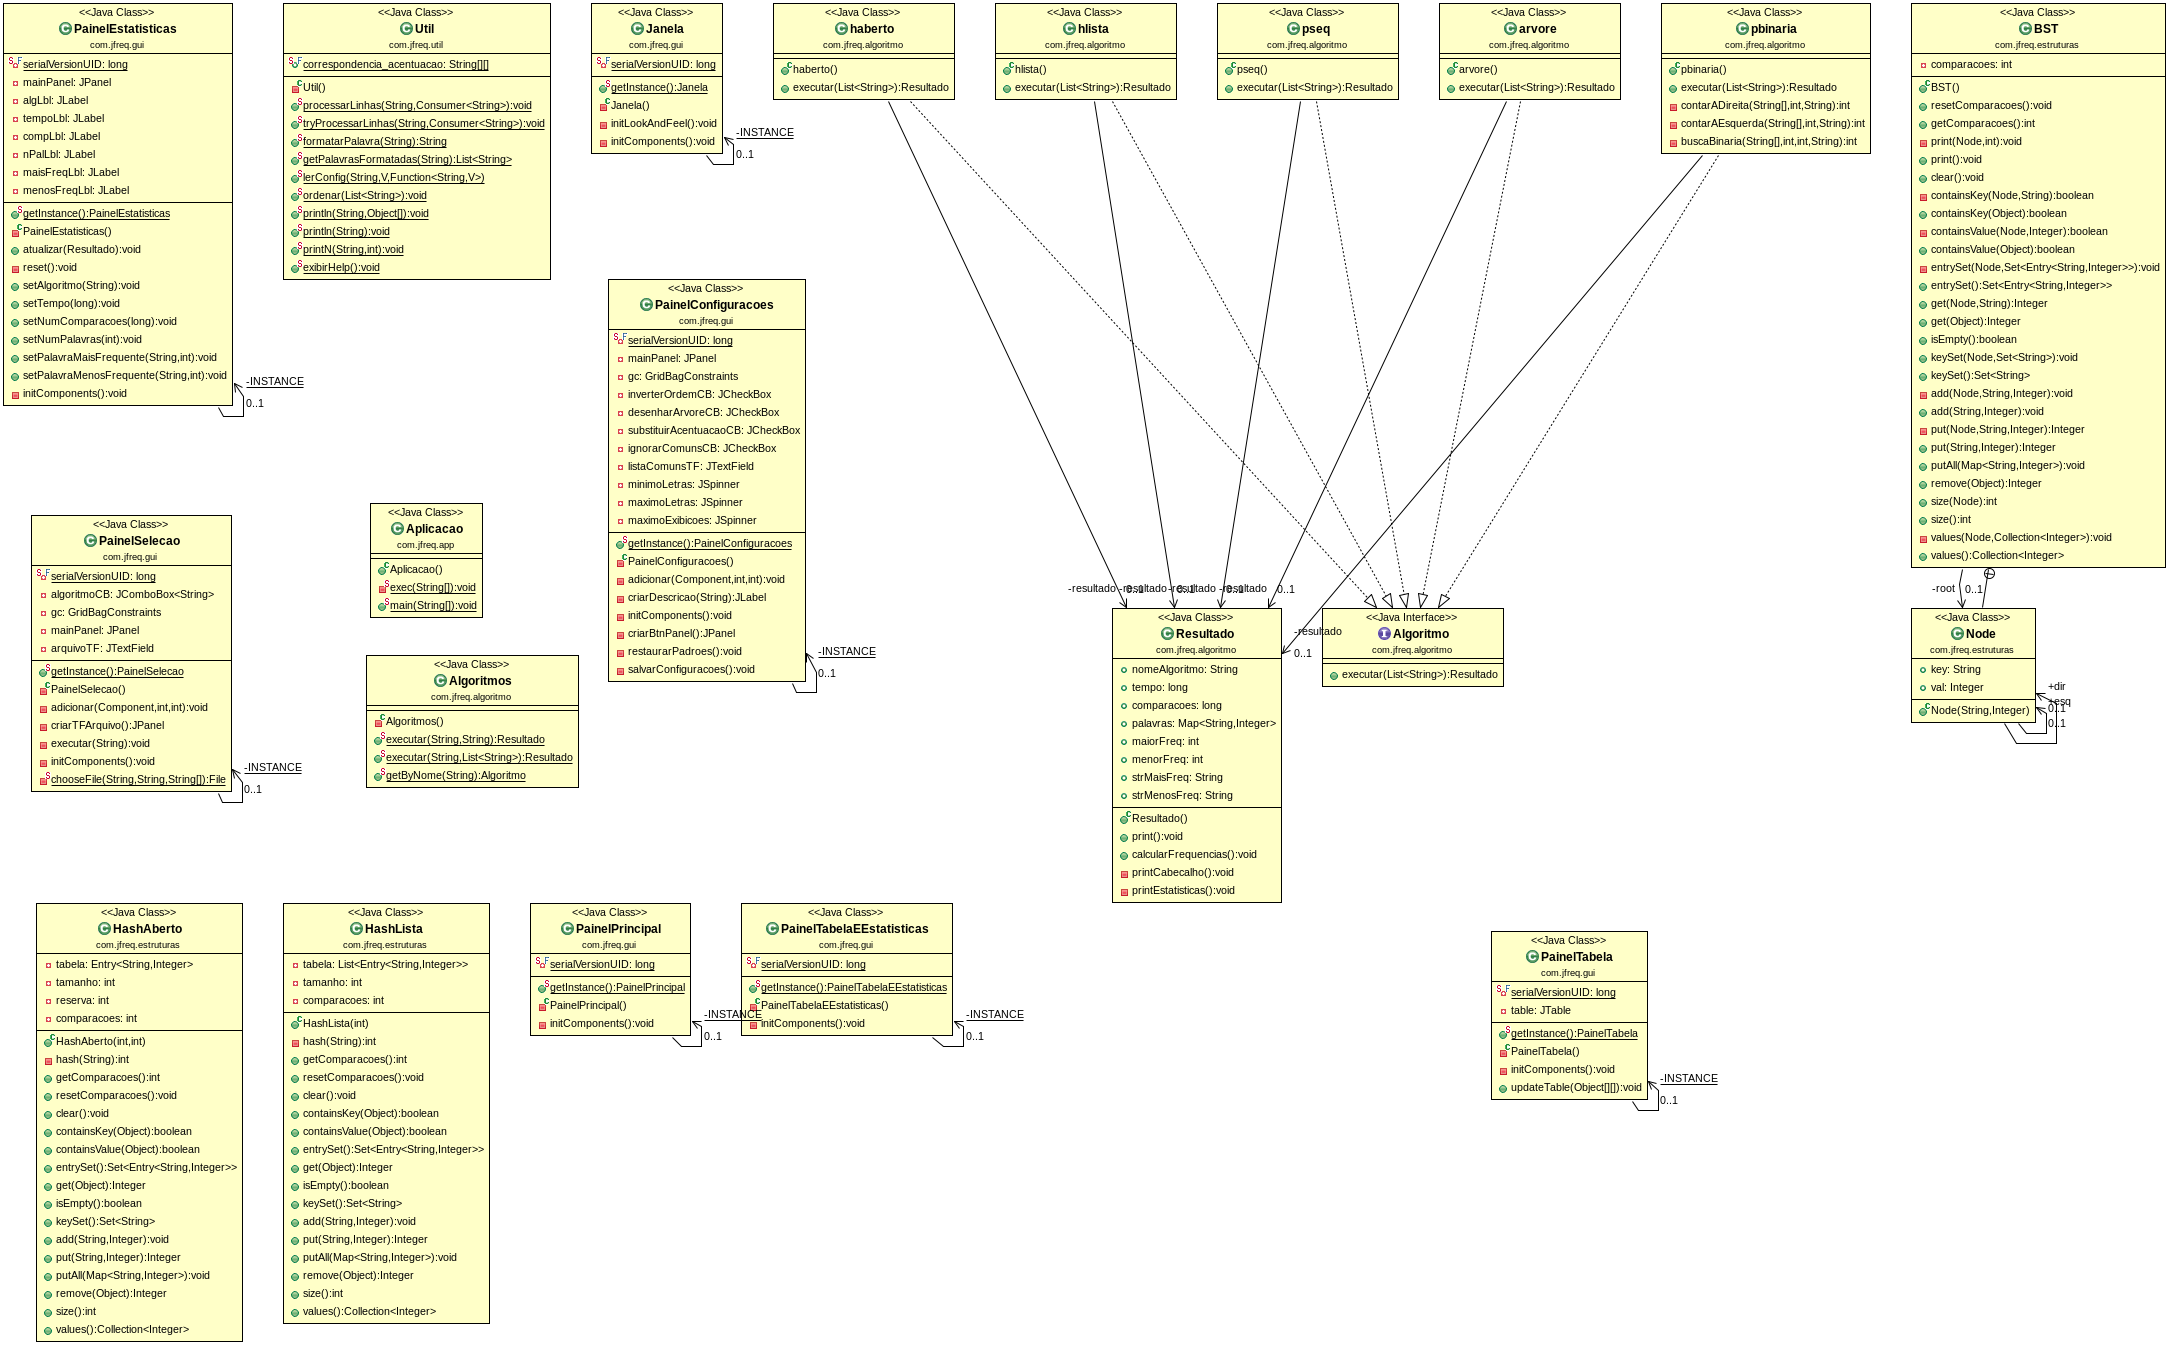 <<Java Class>>
PainelEstatisticas
com.jfreq.gui
serialVersionUID: long
mainPanel: JPanel
algLbl: JLabel
tempoLbl: JLabel
compLbl: JLabel
nPalLbl: JLabel
maisFreqLbl: JLabel
menosFreqLbl: JLabel
getInstance():PainelEstatisticas
PainelEstatisticas()
atualizar(Resultado):void
reset():void
setAlgoritmo(String):void
setTempo(long):void
setNumComparacoes(long):void
setNumPalavras(int):void
setPalavraMaisFrequente(String,int):void
setPalavraMenosFrequente(String,int):void
initComponents():void
-INSTANCE
0..1
<<Java Class>>
Util
com.jfreq.util
correspondencia_acentuacao: String[][]
Util()
processarLinhas(String,Consumer<String>):void
tryProcessarLinhas(String,Consumer<String>):void
formatarPalavra(String):String
getPalavrasFormatadas(String):List<String>
lerConfig(String,V,Function<String,V>)
ordenar(List<String>):void
println(String,Object[]):void
println(String):void
printN(String,int):void
exibirHelp():void
<<Java Class>>
Janela
com.jfreq.gui
serialVersionUID: long
getInstance():Janela
Janela()
initLookAndFeel():void
initComponents():void
-INSTANCE
0..1
<<Java Class>>
haberto
com.jfreq.algoritmo
haberto()
executar(List<String>):Resultado
<<Java Class>>
hlista
com.jfreq.algoritmo
hlista()
executar(List<String>):Resultado
<<Java Class>>
pseq
com.jfreq.algoritmo
pseq()
executar(List<String>):Resultado
<<Java Class>>
arvore
com.jfreq.algoritmo
arvore()
executar(List<String>):Resultado
<<Java Class>>
pbinaria
com.jfreq.algoritmo
pbinaria()
executar(List<String>):Resultado
contarADireita(String[],int,String):int
contarAEsquerda(String[],int,String):int
buscaBinaria(String[],int,int,String):int
<<Java Class>>
BST
com.jfreq.estruturas
comparacoes: int
BST()
resetComparacoes():void
getComparacoes():int
print(Node,int):void
print():void
clear():void
containsKey(Node,String):boolean
containsKey(Object):boolean
containsValue(Node,Integer):boolean
containsValue(Object):boolean
entrySet(Node,Set<Entry<String,Integer>>):void
entrySet():Set<Entry<String,Integer>>
get(Node,String):Integer
get(Object):Integer
isEmpty():boolean
keySet(Node,Set<String>):void
keySet():Set<String>
add(Node,String,Integer):void
add(String,Integer):void
put(Node,String,Integer):Integer
put(String,Integer):Integer
putAll(Map<String,Integer>):void
remove(Object):Integer
size(Node):int
size():int
values(Node,Collection<Integer>):void
values():Collection<Integer>
-root
0..1
<<Java Class>>
PainelConfiguracoes
com.jfreq.gui
serialVersionUID: long
mainPanel: JPanel
gc: GridBagConstraints
inverterOrdemCB: JCheckBox
desenharArvoreCB: JCheckBox
substituirAcentuacaoCB: JCheckBox
ignorarComunsCB: JCheckBox
listaComunsTF: JTextField
minimoLetras: JSpinner
maximoLetras: JSpinner
maximoExibicoes: JSpinner
getInstance():PainelConfiguracoes
PainelConfiguracoes()
adicionar(Component,int,int):void
criarDescricao(String):JLabel
initComponents():void
criarBtnPanel():JPanel
restaurarPadroes():void
salvarConfiguracoes():void
-INSTANCE
0..1
<<Java Class>>
PainelSelecao
com.jfreq.gui
serialVersionUID: long
algoritmoCB: JComboBox<String>
gc: GridBagConstraints
mainPanel: JPanel
arquivoTF: JTextField
getInstance():PainelSelecao
PainelSelecao()
adicionar(Component,int,int):void
criarTFArquivo():JPanel
executar(String):void
initComponents():void
chooseFile(String,String,String[]):File
-INSTANCE
0..1
<<Java Class>>
Aplicacao
com.jfreq.app
Aplicacao()
exec(String[]):void
main(String[]):void
<<Java Class>>
Algoritmos
com.jfreq.algoritmo
Algoritmos()
executar(String,String):Resultado
executar(String,List<String>):Resultado
getByNome(String):Algoritmo
-resultado
0..1
-resultado
0..1
-resultado
0..1
-resultado
0..1
-resultado
0..1
<<Java Class>>
Resultado
com.jfreq.algoritmo
nomeAlgoritmo: String
tempo: long
comparacoes: long
palavras: Map<String,Integer>
maiorFreq: int
menorFreq: int
strMaisFreq: String
strMenosFreq: String
Resultado()
print():void
calcularFrequencias():void
printCabecalho():void
printEstatisticas():void
<<Java Interface>>
Algoritmo
com.jfreq.algoritmo
executar(List<String>):Resultado
<<Java Class>>
Node
com.jfreq.estruturas
key: String
val: Integer
Node(String,Integer)
+dir
+esq
0..1
0..1
<<Java Class>>
HashAberto
com.jfreq.estruturas
tabela: Entry<String,Integer>
tamanho: int
reserva: int
comparacoes: int
HashAberto(int,int)
hash(String):int
getComparacoes():int
resetComparacoes():void
clear():void
containsKey(Object):boolean
containsValue(Object):boolean
entrySet():Set<Entry<String,Integer>>
get(Object):Integer
isEmpty():boolean
keySet():Set<String>
add(String,Integer):void
put(String,Integer):Integer
putAll(Map<String,Integer>):void
remove(Object):Integer
size():int
values():Collection<Integer>
<<Java Class>>
HashLista
com.jfreq.estruturas
tabela: List<Entry<String,Integer>>
tamanho: int
comparacoes: int
HashLista(int)
hash(String):int
getComparacoes():int
resetComparacoes():void
clear():void
containsKey(Object):boolean
containsValue(Object):boolean
entrySet():Set<Entry<String,Integer>>
get(Object):Integer
isEmpty():boolean
keySet():Set<String>
add(String,Integer):void
put(String,Integer):Integer
putAll(Map<String,Integer>):void
remove(Object):Integer
size():int
values():Collection<Integer>
<<Java Class>>
PainelPrincipal
com.jfreq.gui
serialVersionUID: long
getInstance():PainelPrincipal
PainelPrincipal()
initComponents():void
-INSTANCE
0..1
<<Java Class>>
PainelTabelaEEstatisticas
com.jfreq.gui
serialVersionUID: long
getInstance():PainelTabelaEEstatisticas
PainelTabelaEEstatisticas()
initComponents():void
-INSTANCE
0..1
<<Java Class>>
PainelTabela
com.jfreq.gui
serialVersionUID: long
table: JTable
getInstance():PainelTabela
PainelTabela()
initComponents():void
updateTable(Object[][]):void
-INSTANCE
0..1